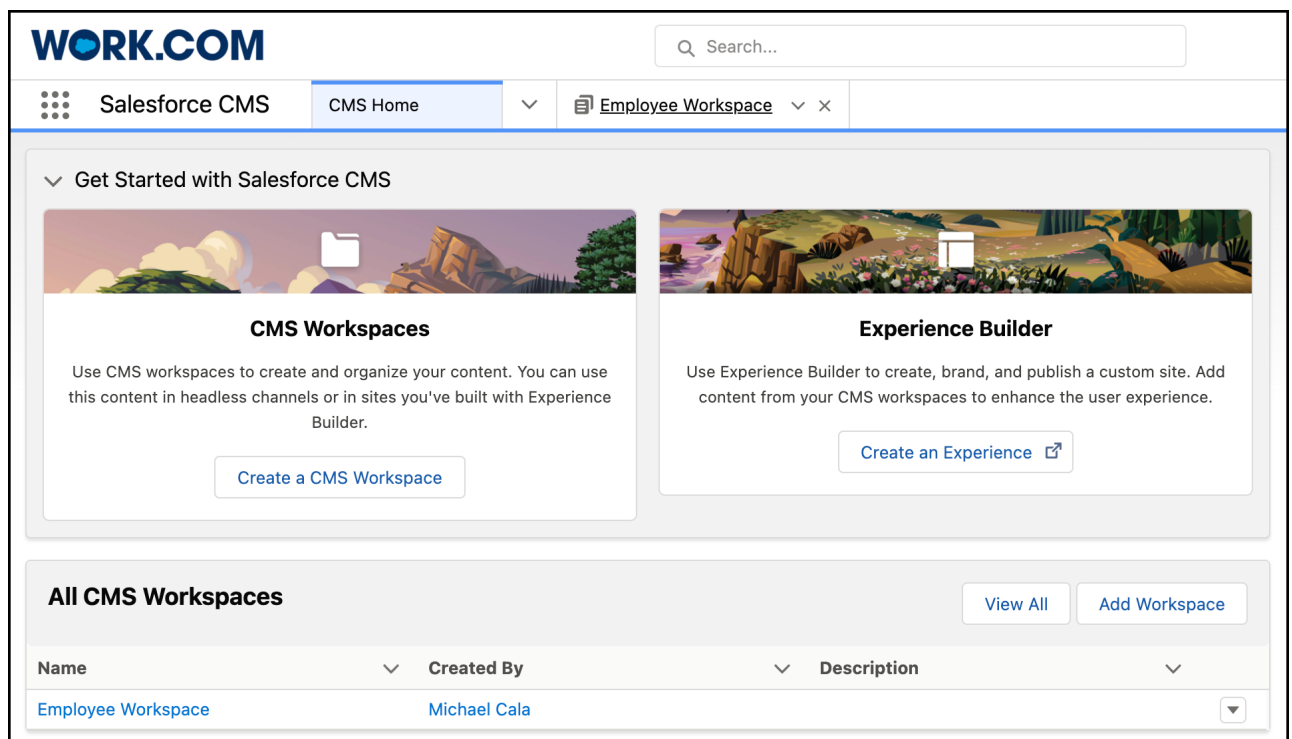 WORK.COM
Search...
Salesforce CMS
CMS Home
Employee Workspace
Get Started with Salesforce CMS
CMS Workspaces
Use CMS workspaces to create and organize your content. You can use
this content in headless channels or in sites you've built with Experience
Builder.
Create a CMS Workspace
Experience Builder
Use Experience Builder to create, brand, and publish a custom site. Add
content from your CMS workspaces to enhance the user experience.
Create an Experience
All CMS Workspaces
View All
Add Workspace
Name
Created By
Description
Employee Workspace
Michael Cala